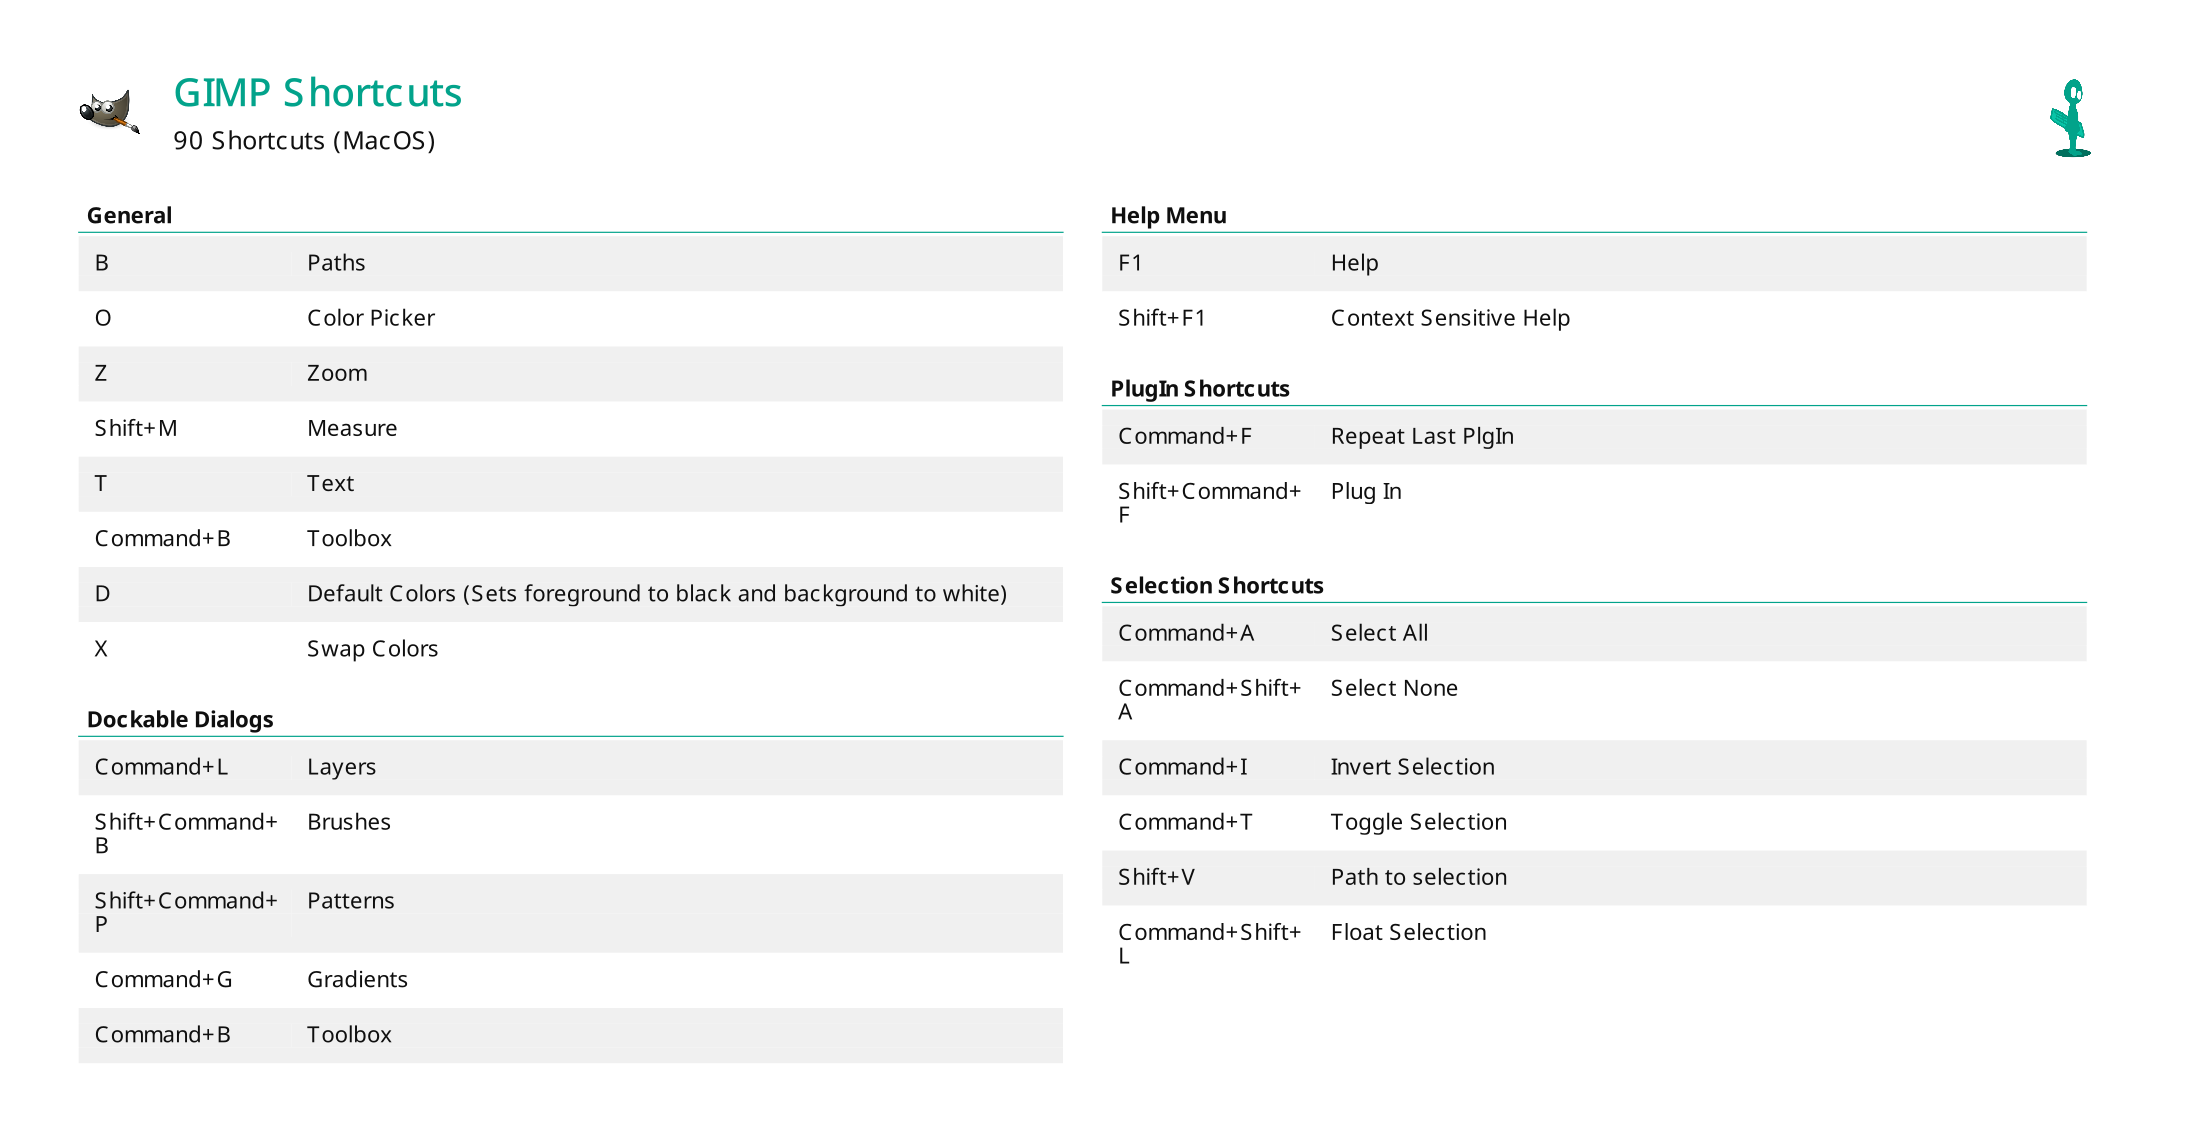 GIMP Shortcuts
90 Shortcuts (MacOS)
General
B Paths
O Color Picker
Z Zoom
Shift+M Measure
T Text
Command+B Toolbox
D Default Colors (Sets foreground to black and background to white)
X Swap Colors
Dockable Dialogs
Command+L Layers
Shift+Command+ Brushes
B
Shift+Command+ Patterns
P
Command+G Gradients
Command+B Toolbox
Help Menu
F1 Help
Shift+F1 Context Sensitive Help
PlugIn Shortcuts
Command+F Repeat Last PlgIn
Shift+Command+ Plug In
F
Selection Shortcuts
Command+A Select All
Command+Shift+ Select None
A
Command+I Invert Selection
Command+T Toggle Selection
Shift+V Path to selection
Command+Shift+ Float Selection
L